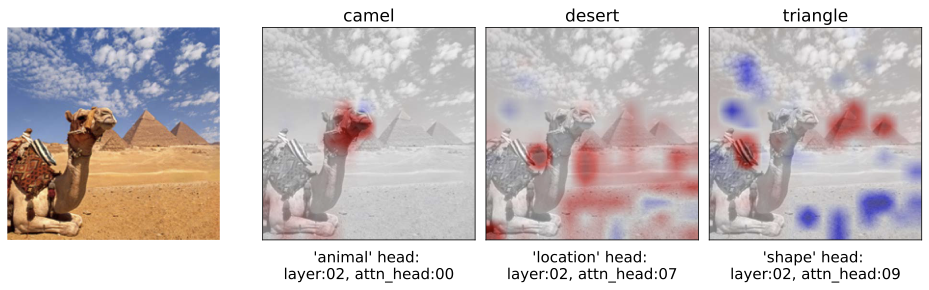 camel
desert
triangle
'animal' head:
layer:02, attn_head:00
'location' head:
layer:02, attn_head:07
'shape' head:
layer:02, attn_head:09